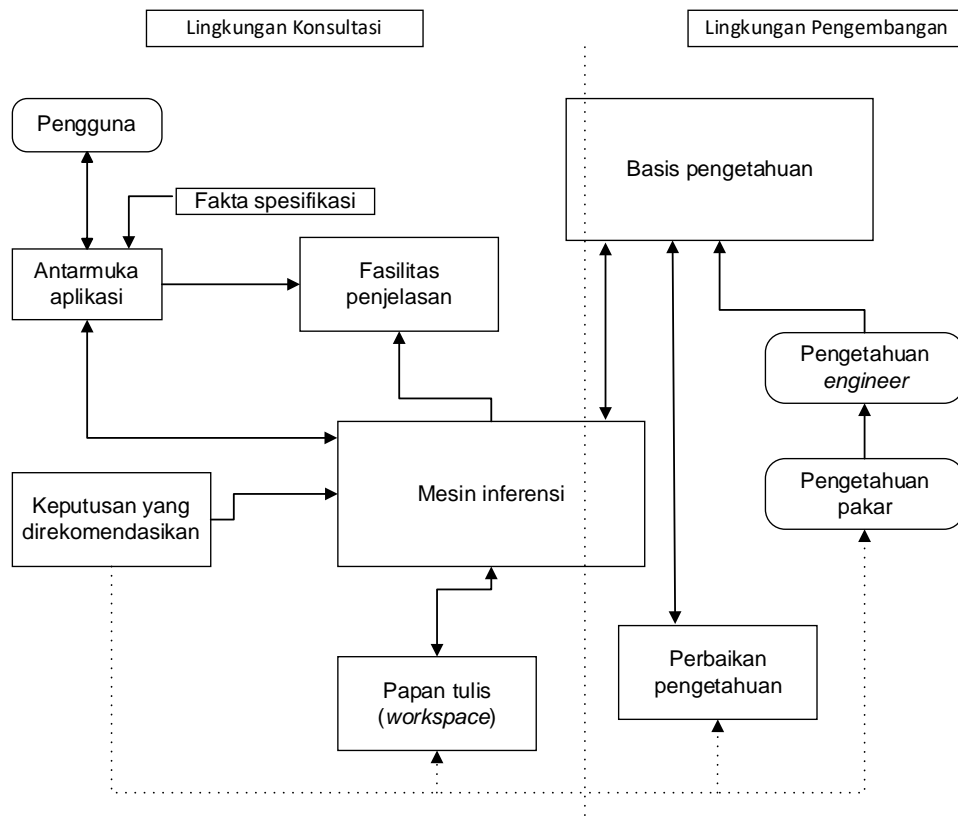 Lingkungan Konsultasi
Lingkungan Pengembangan
Pengguna
Basis pengetahuan
Fakta spesifikasi
Antarmuka
aplikasi
Fasilitas
penjelasan
Pengetahuan
engineer
Mesin inferensi
Pengetahuan
pakar
Keputusan yang
direkomendasikan
Papan tulis
(workspace)
Perbaikan
pengetahuan